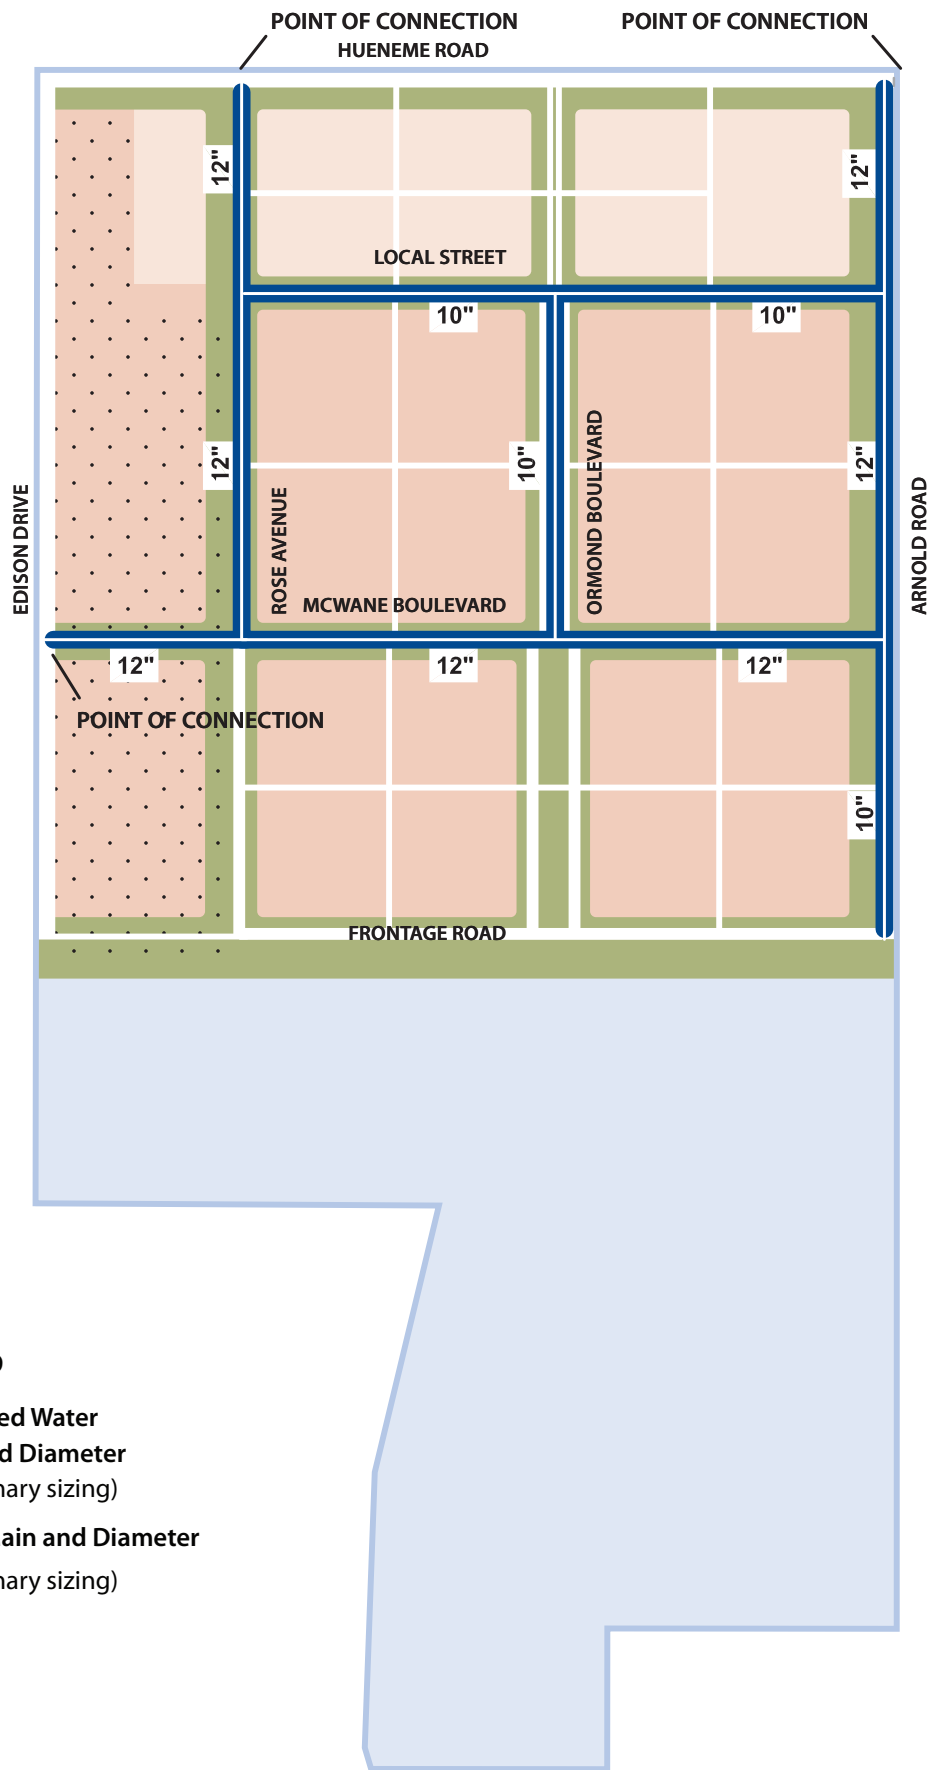 POINT OF CONNECTION
POINT OF CONNECTION
HUENEME ROAD
12"
12"
LOCAL STREET
10"
10"
12"
10"
12"
EDISON DRIVE
ROSE AVENUE
ORMOND BOULEVARD
ARNOLD ROAD
MCWANE BOULEVARD
12"
12"
12"
POINT OF CONNECTION
10"
FRONTAGE ROAD
ed Water
d Diameter
nary sizing)
ain and Diameter
nary sizing)